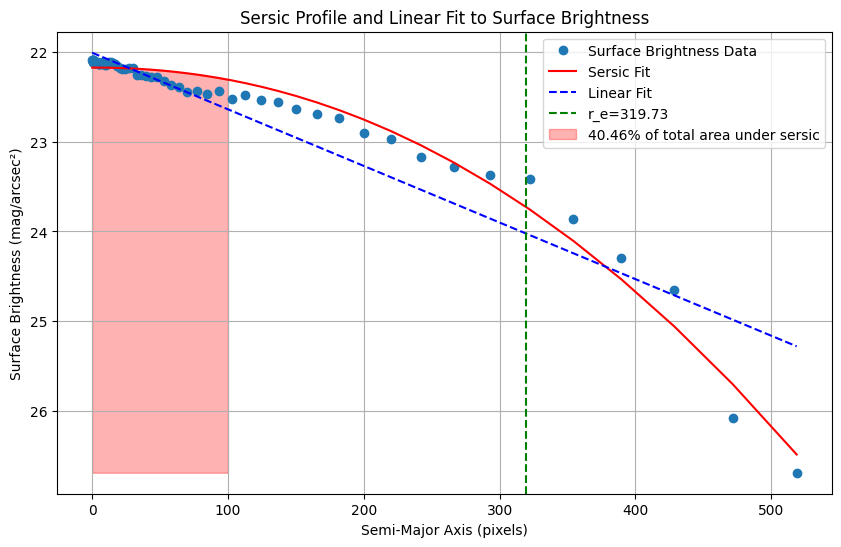 Sersic Profile and Linear Fit to Surface Brightness
Surface Brightness (mag/arcsec²)
22
23
24
25
26
Surface Brightness Data
Sersic Fit
Linear Fit
r_e=319.73
40.46% of total area under sersic
0
100
200
300
400
500
Semi-Major Axis (pixels)